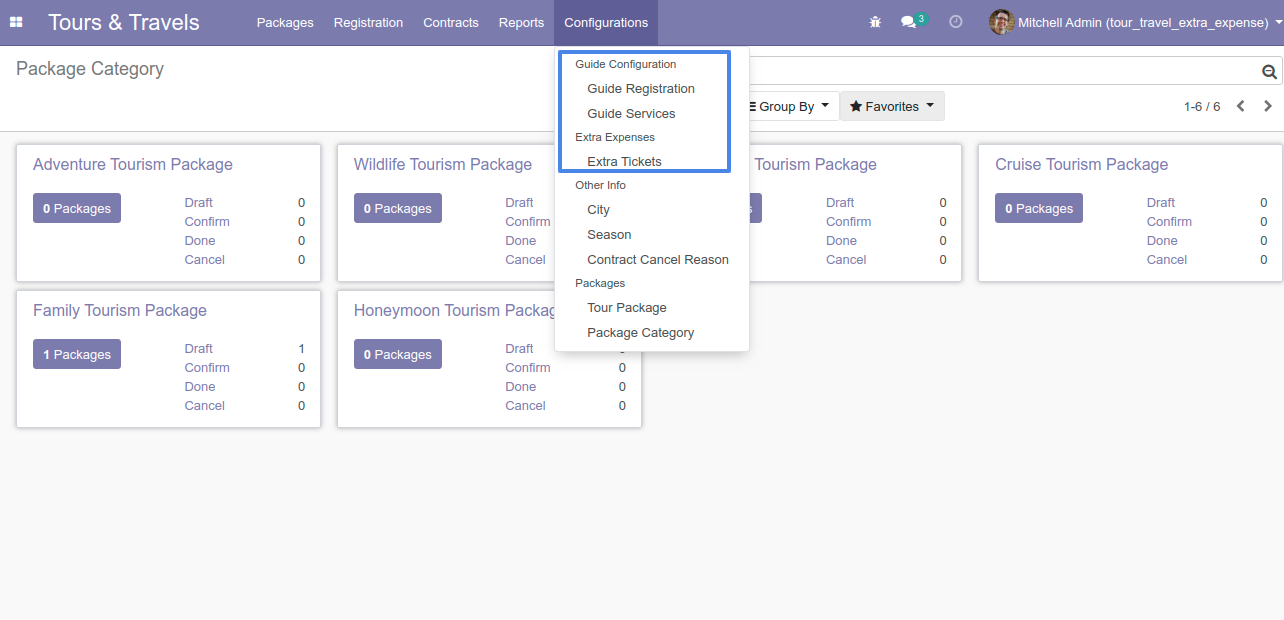 Tours & Travels
Packages Registration Contracts Reports Configurations
3
Mitchell Admin (tour_travel_extra_expense)
Package Category
Guide Configuration
Guide Registration
Guide Services
Extra Expenses
Extra Tickets
Other Info
City
Season
Contract Cancel Reason
Packages
Tour Package
Package Category
Group By
Favorites
1-6 / 6
Adventure Tourism Package
0 Packages
Draft 0
Confirm 0
Done 0
Cancel 0
Wildlife Tourism Package
0 Packages
Draft
Confirm
Done
Cancel
Tourism Package
Draft 0
Confirm 0
Done 0
Cancel 0
Cruise Tourism Package
0 Packages
Draft 0
Confirm 0
Done 0
Cancel 0
Family Tourism Package
1 Packages
Draft 1
Confirm 0
Done 0
Cancel 0
Honeymoon Tourism
0 Packages
Draft
Confirm 0
Done 0
Cancel 0